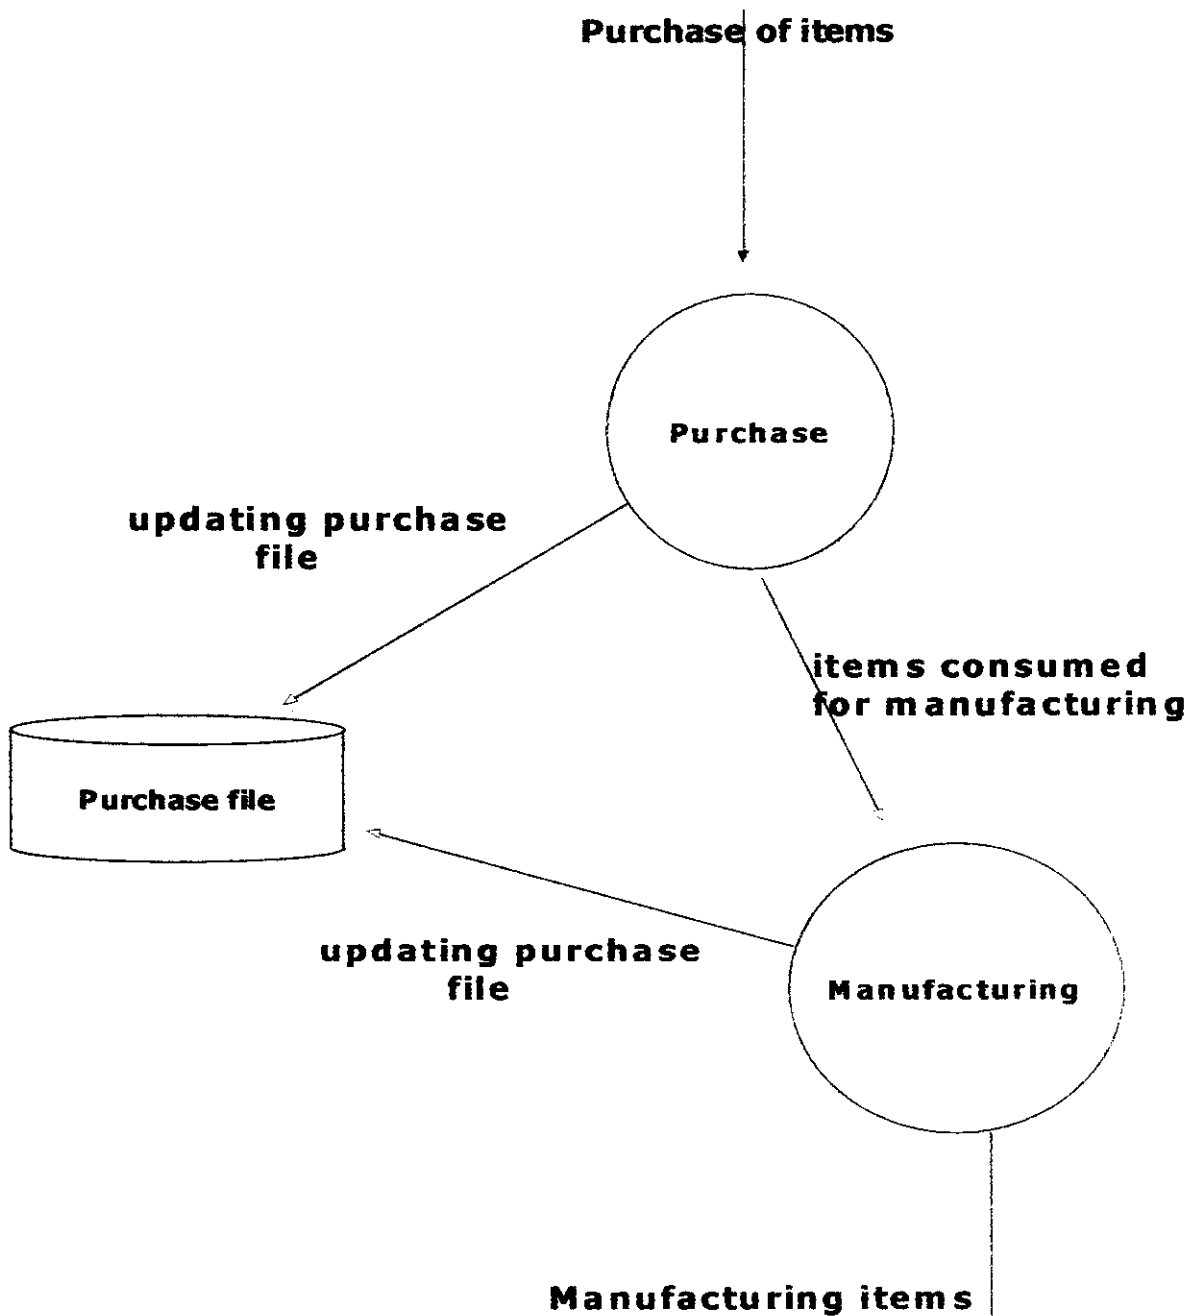 Purchase of items
Purchase
updating purchase
file
items consumed
for manufacturing
Purchase file
updating purchase
file
Manufacturing
Manufacturing items